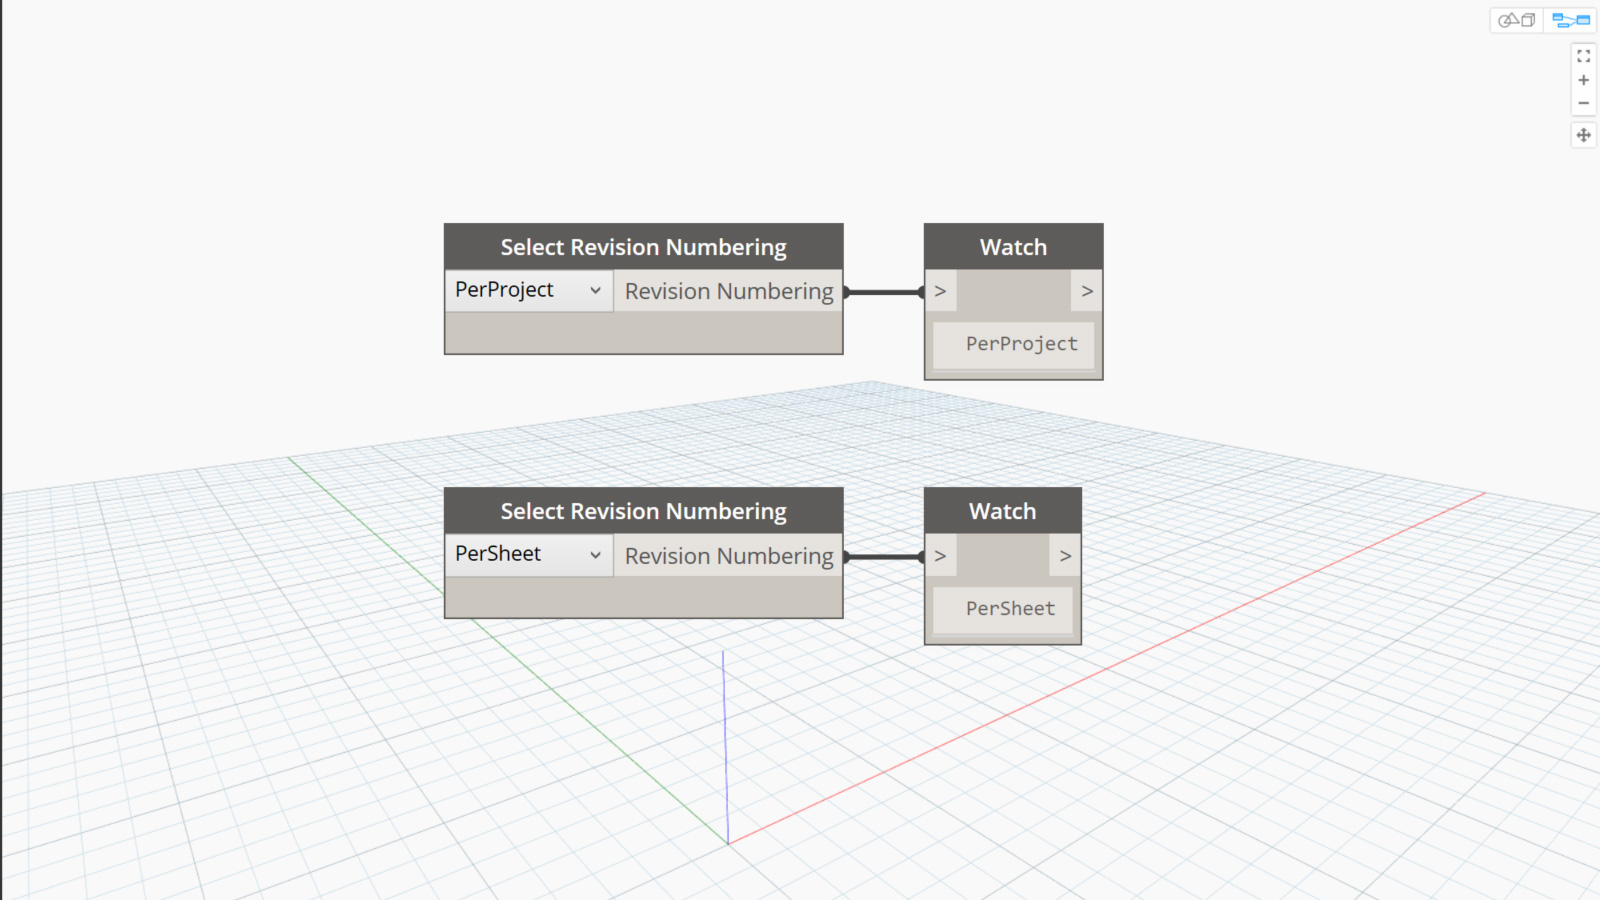 Select Revision Numbering
PerProject Revision Numbering
Watch
> >
PerProject
Select Revision Numbering
PerSheet Revision Numbering
Watch
> >
PerSheet